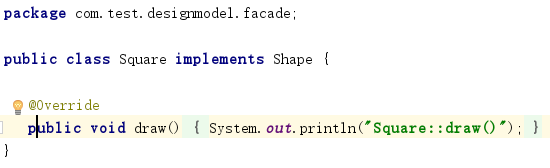 package com.test.designmodel.facade;
public class Square implements Shape {
@Override
public void draw() { System.out.println("Square::draw()"); }
}